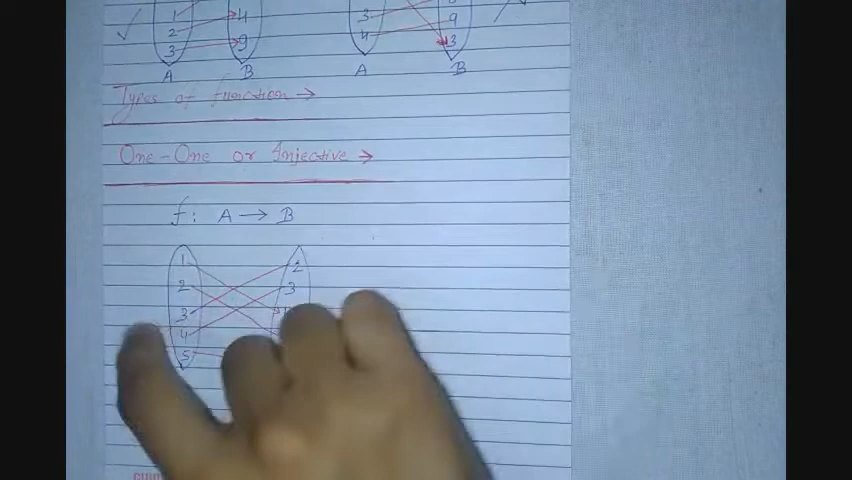 1
2 4
3 9
A B
3 9
4 13
A B
Types of function →
One-One or Injective →
f: A → B
1 2
2 3
3
4
5